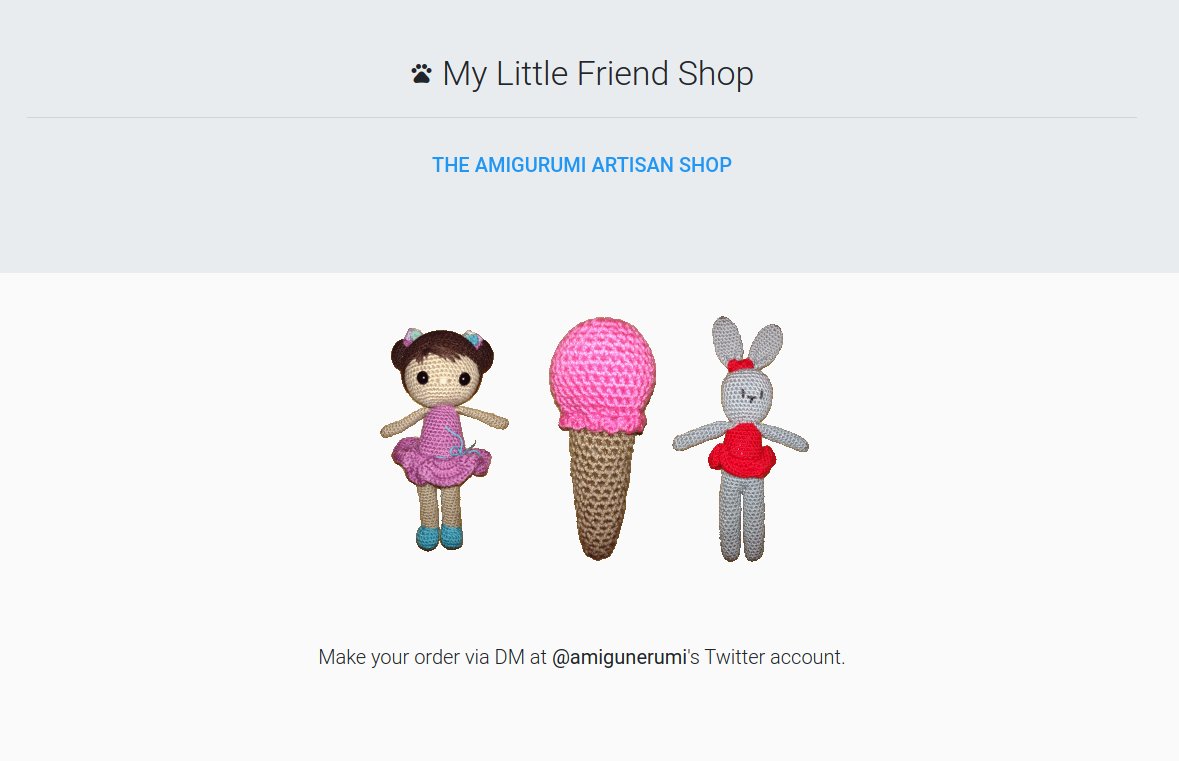 My Little Friend Shop
THE AMIGURUMI ARTISAN SHOP
Make your order via DM at @amigunerumi's Twitter account.